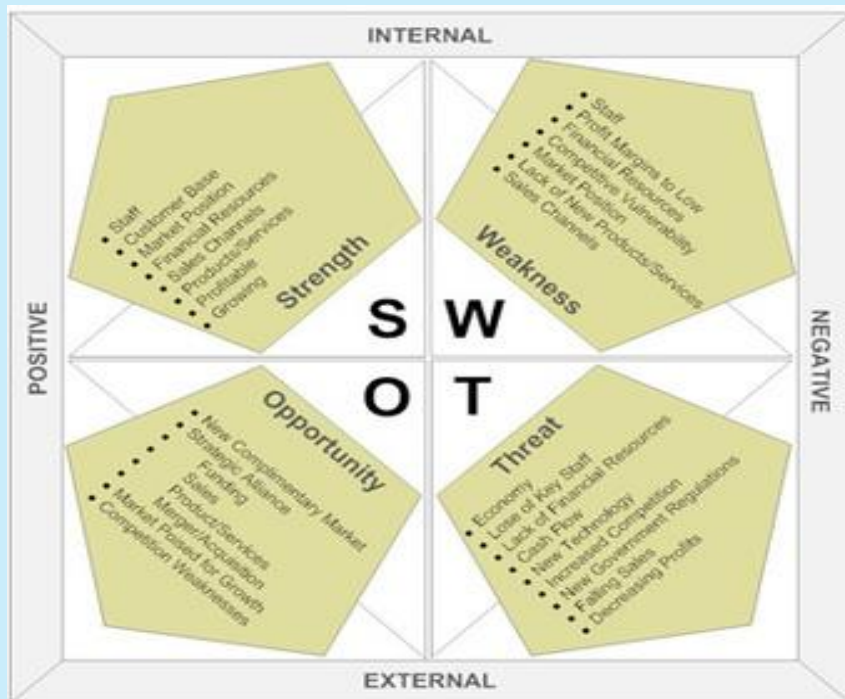 INTERNAL
POSITIVE
NEGATIVE
EXTERNAL
S W
O T
Strength
• Staff
• Customer Base
• Market Position
• Financial Resources
• Sales Channels
• Products/Services
• Profitable
• Growing
Weakness
• Staff
• Profit Margins to Low
• Financial Resources
• Competitive Vulnerability
• Market Position
• Lack of New Products/Services
• Sales Channels
Opportunity
• New Complimentary Market
• Strategic Alliance
• Funding
• Sales
• Product/Services
• Merger/Acquisition
• Market Poised for Growth
• Competition Weaknesses
Threat
• Economy
• Lose of Key Staff
• Lack of Financial Resources
• Cash Flow
• New Technology
• Increased Competition
• New Government Regulations
• Falling Sales
• Decreasing Profits